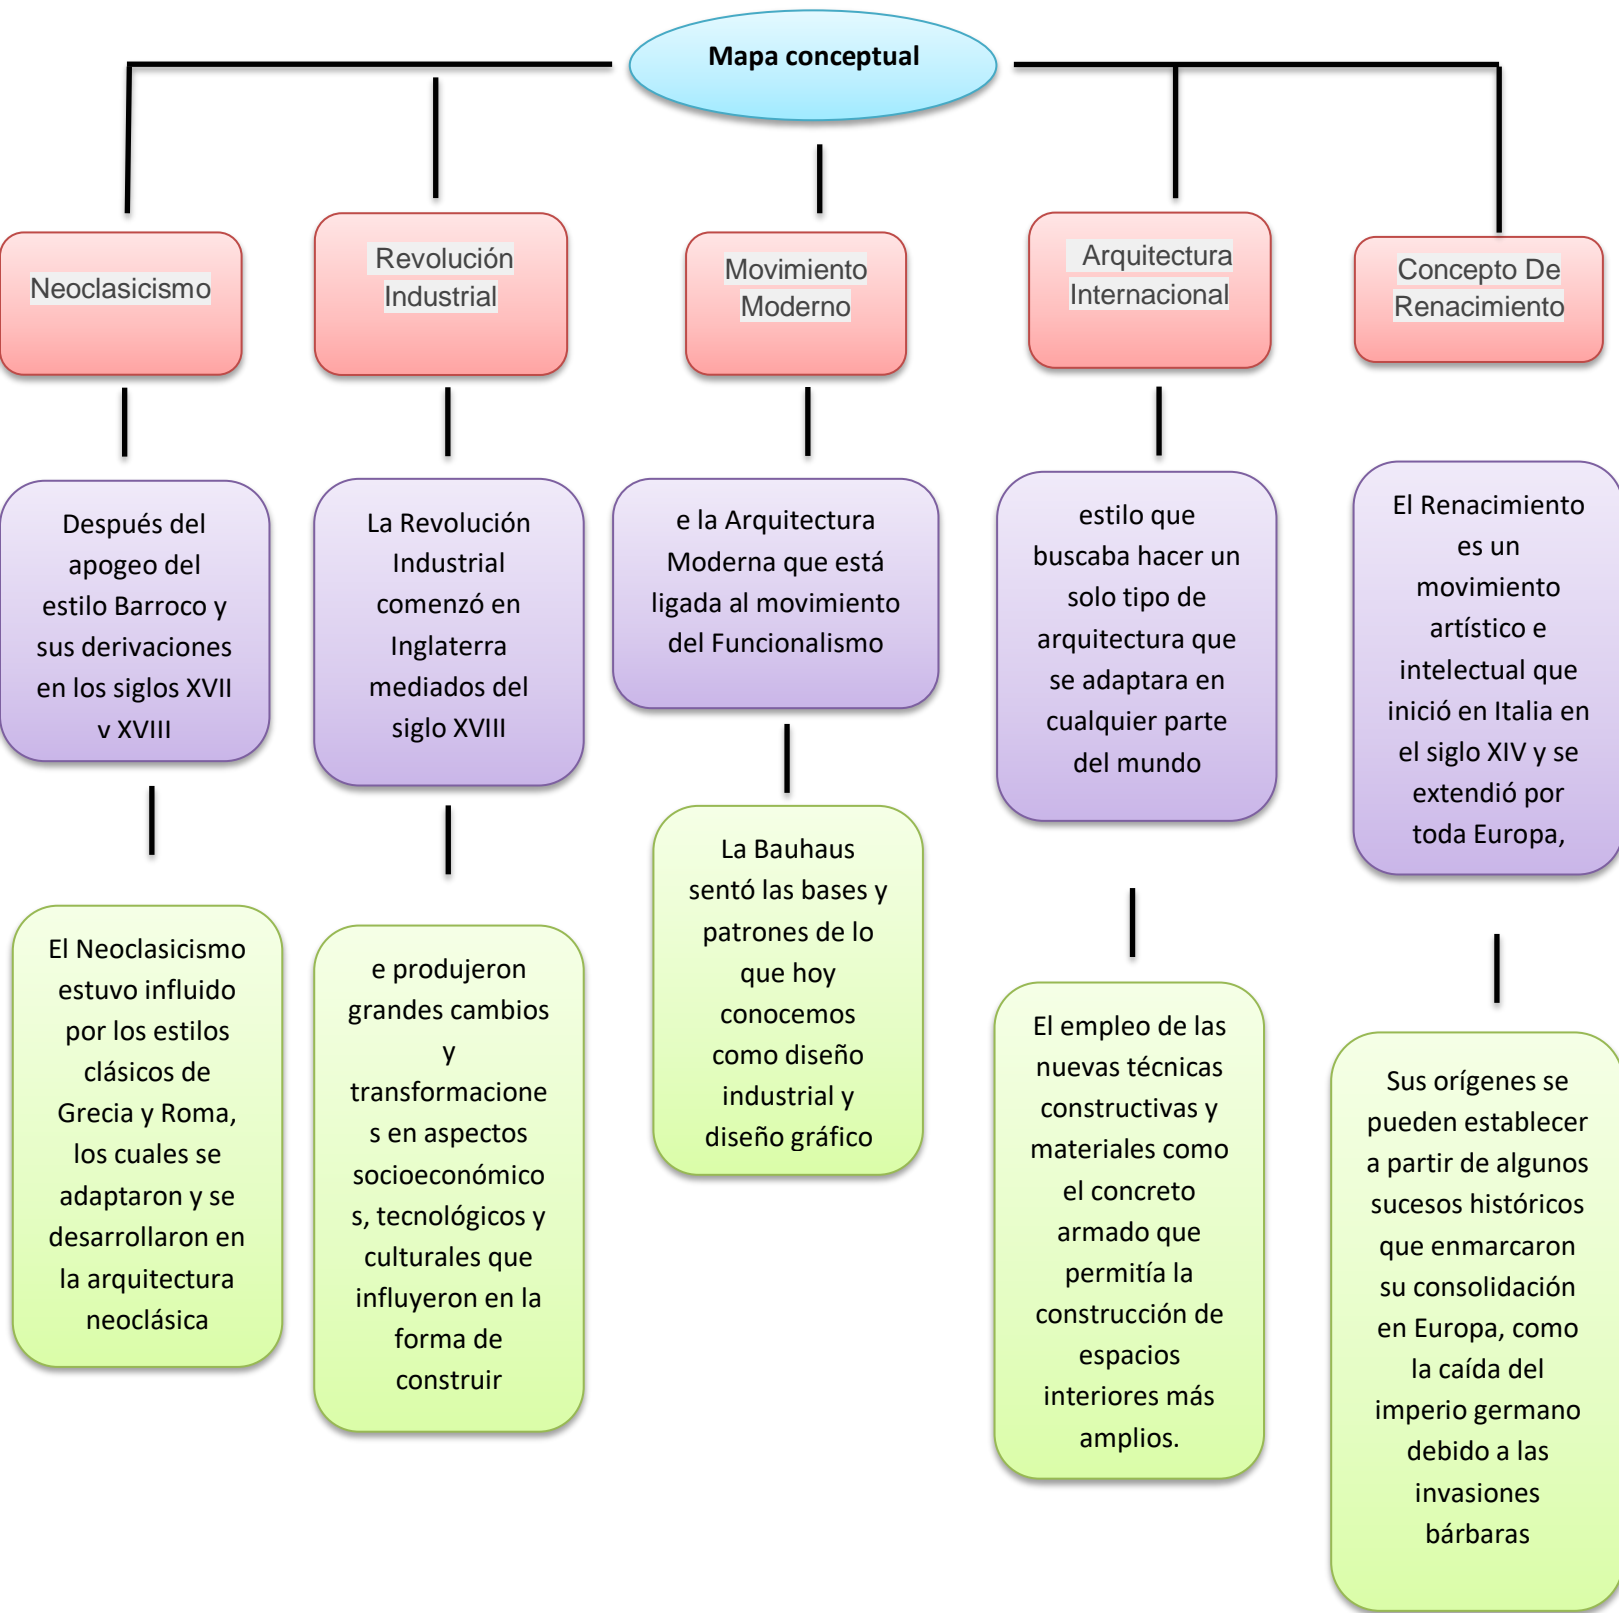 Mapa conceptual
Neoclasicismo
Revolución
Industrial
Movimiento
Moderno
Arquitectura
Internacional
Concepto De
Renacimiento
Después del
apogeo del
estilo Barroco y
sus derivaciones
en los siglos XVII
y XVIII
La Revolución
Industrial
comenzó en
Inglaterra
mediados del
siglo XVIII
e la Arquitectura
Moderna que está
ligada al movimiento
del Funcionalismo
estilo que
buscaba hacer un
solo tipo de
arquitectura que
se adaptara en
cualquier parte
del mundo
El Renacimiento
es un
movimiento
artístico e
intelectual que
inició en Italia en
el siglo XIV y se
extendió por
toda Europa,
El Neoclasicismo
estuvo influido
por los estilos
clásicos de
Grecia y Roma,
los cuales se
adaptaron y se
desarrollaron en
la arquitectura
neoclásica
e produjeron
grandes cambios
y
transformacione
s en aspectos
socioeconómico
s, tecnológicos y
culturales que
influyeron en la
forma de
construir
La Bauhaus
sentó las bases y
patrones de lo
que hoy
conocemos
como diseño
industrial y
diseño gráfico
El empleo de las
nuevas técnicas
constructivas y
materiales como
el concreto
armado que
permitía la
construcción de
espacios
interiores más
amplios.
Sus orígenes se
pueden establecer
a partir de algunos
sucesos históricos
que enmarcaron
su consolidación
en Europa, como
la caída del
imperio germano
debido a las
invasiones
bárbaras